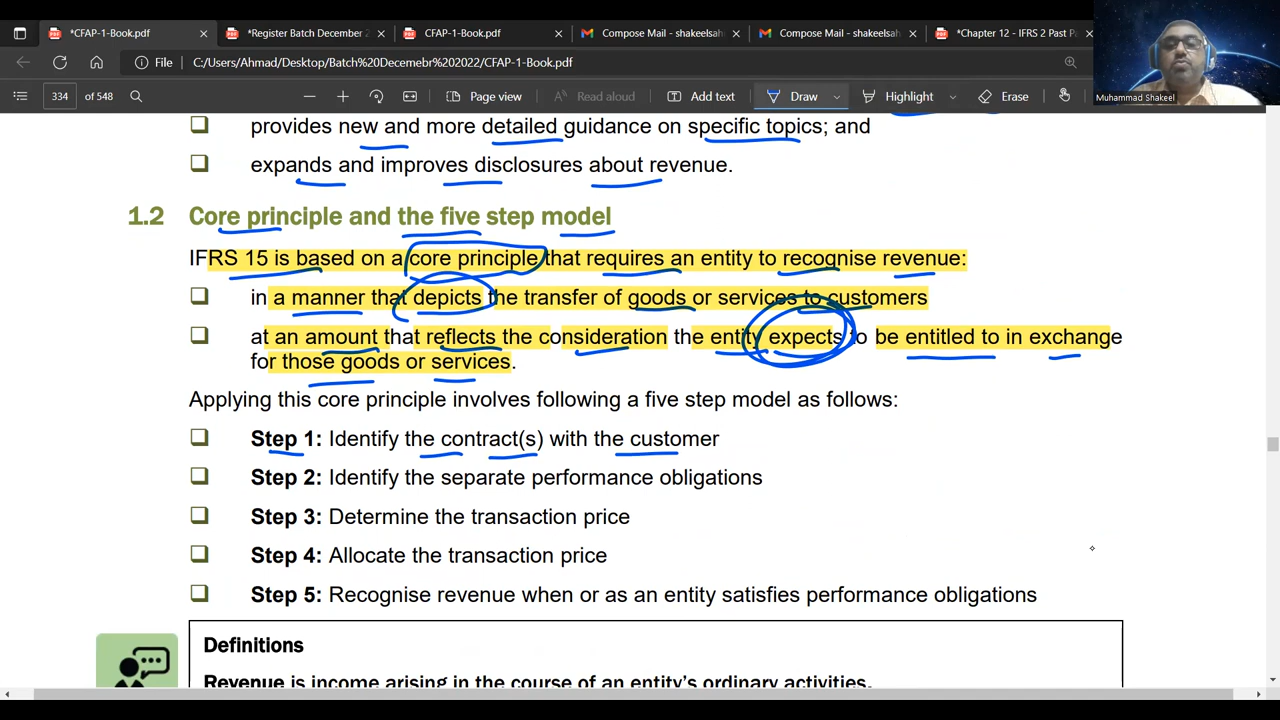 *CFAP-1-Book.pdf
*Register Batch December 2
CFAP-1-Book.pdf
Compose Mail - shakeelsah
Compose Mail - shakeelsah
*Chapter 12 - IFRS 2 Past Pa
File C:/Users/Ahmad/Desktop/Batch%20Decemebr%202022/CFAP-1-Book.pdf
334 of 548 Page view Read aloud Add text Draw Highlight Erase
Muhammad Shakeel
provides new and more detailed guidance on specific topics; and
expands and improves disclosures about revenue.
1.2 Core principle and the five step model
IFRS 15 is based on a core principle that requires an entity to recognise revenue:
in a manner that depicts the transfer of goods or services to customers
at an amount that reflects the consideration the entity expects to be entitled to in exchange
for those goods or services.
Applying this core principle involves following a five step model as follows:
Step 1: Identify the contract(s) with the customer
Step 2: Identify the separate performance obligations
Step 3: Determine the transaction price
Step 4: Allocate the transaction price
Step 5: Recognise revenue when or as an entity satisfies performance obligations
Definitions
Revenue is income arising in the course of an entity's ordinary activities.